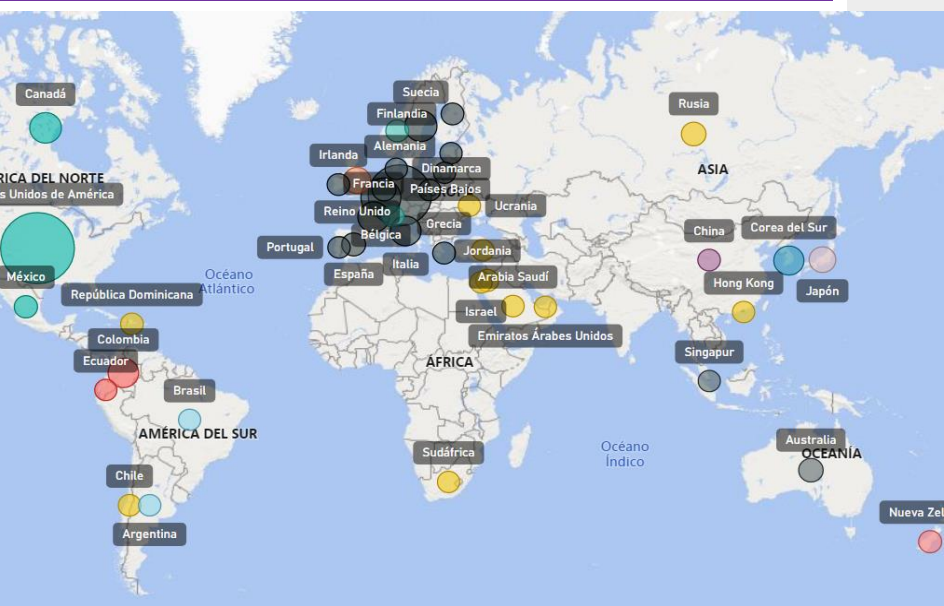 Canadá
RICA DEL NORTE
s Unidos de América
México
República Dominicana
Océano
Atlántico
Colombia
Ecuador
Brasil
AMÉRICA DEL SUR
Chile
Argentina
Suecia
Finlandia
Alemania
Irlanda
Dinamarca
Francia
Países Bajos
Reino Unido
Ucrania
Grecia
Bélgica
Portugal
Jordania
Italia
España
Arabia Saudí
Israel
Emiratos Árabes Unidos
ÁFRICA
Sudáfrica
Rusia
ASIA
China
Corea del Sur
Hong Kong
Japón
Singapur
Océano
Índico
Australia
OCEANÍA
Nueva Zel